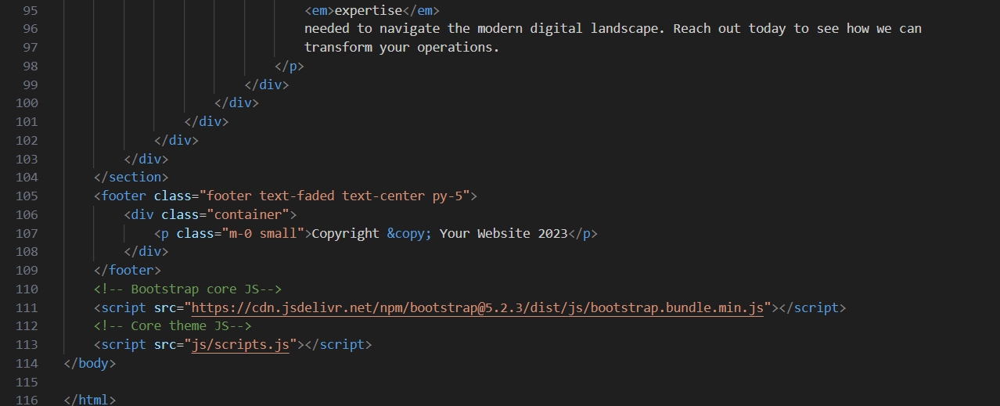 95 <em>expertise</em>
96 needed to navigate the modern digital landscape. Reach out today to see how we can
97 transform your operations.
98 </p>
99 </div>
100 </div>
101 </div>
102 </div>
103 </div>
104 </section>
105 <footer class="footer text-faded text-center py-5">
106 <div class="container">
107 <p class="m-0 small">Copyright &copy; Your Website 2023</p>
108 </div>
109 </footer>
110 <!-- Bootstrap core JS-->
111 <script src="https://cdn.jsdelivr.net/npm/bootstrap@5.2.3/dist/js/bootstrap.bundle.min.js"></script>
112 <!-- Core theme JS-->
113 <script src="js/scripts.js"></script>
114 </body>
115
116 </html>